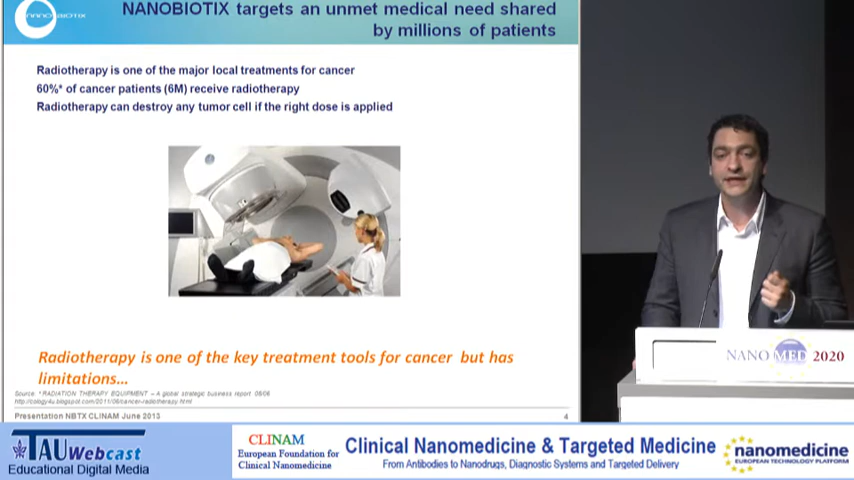 NANOBIOTIX
NANOBIOTIX targets an unmet medical need shared
by millions of patients
Radiotherapy is one of the major local treatments for cancer
60%* of cancer patients (6M) receive radiotherapy
Radiotherapy can destroy any tumor cell if the right dose is applied
Radiotherapy is one of the key treatment tools for cancer but has
limitations...
Source: * RADIATION THERAPY EQUIPMENT – A global strategic business report 06/06
Presentation NBTX CLINAM June 2013
4
NANO MED 2020
TAU Webcast
Educational Digital Media
CLINAM
European Foundation for
Clinical Nanomedicine
Clinical Nanomedicine & Targeted Medicine
From Antibodies to Nanodrugs, Diagnostic Systems and Targeted Delivery
nanomedicine
EUROPEAN TECHNOLOGY PLATFORM